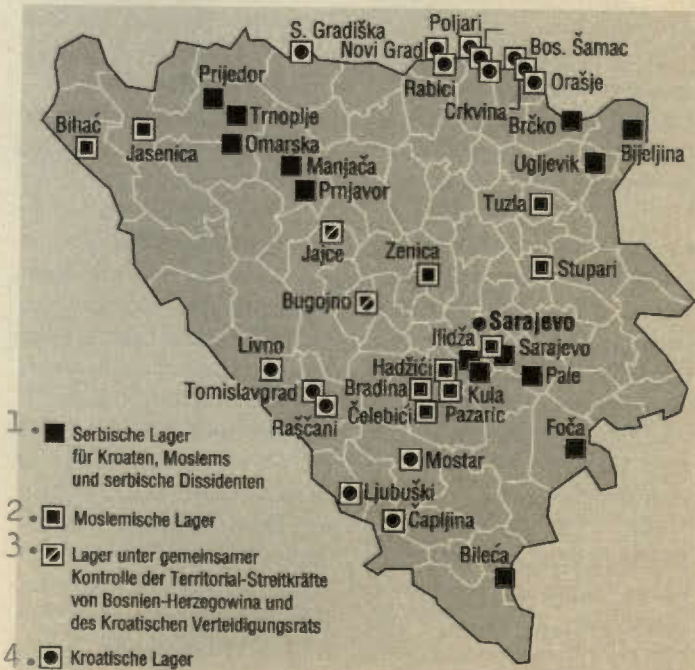 S. Gradiška
Poljari
Novi Grad
Bos. Šamac
Rabici
Orašje
Crkvina
Prijedor
Trnoplje
Brčko
Bihać
Jasenica
Omarska
Bijeljina
Manjača
Ugljevik
Prnjavor
Tuzla
Jajce
Zenica
Stupari
Bugojno
Sarajevo
Ilidža
Sarajevo
Livno
Hadžići
Pale
Tomislavgrad
Bradina
Kula
Raščani
Čelebići
Pazaric
Foča
Mostar
Ljubuški
Čapljina
Bileća
1. Serbische Lager
für Kroaten, Moslems
und serbische Dissidenten
2. Moslemische Lager
3. Lager unter gemeinsamer
Kontrolle der Territorial-Streitkräfte
von Bosnien-Herzegowina und
des Kroatischen Verteidigungsrats
4. Kroatische Lager